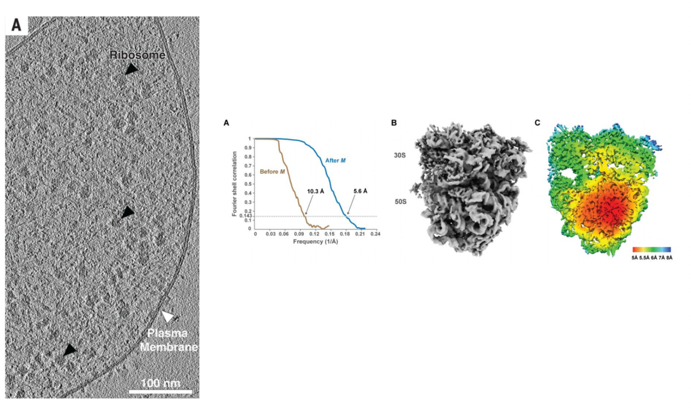 A
Ribosome
Plasma
Membrane
100 nm
A
Fourier shell correlation
1
0.9
0.8
0.7
0.6
0.5
0.4
0.3
0.2
0.143
0.1
0
Before M
After M
10.3 Å
5.6 Å
0 0.03 0.06 0.09 0.12 0.15 0.18 0.21 0.24
Frequency (1/Å)
B
30S
50S
C
5Å 5.5Å 6Å 7Å 8Å